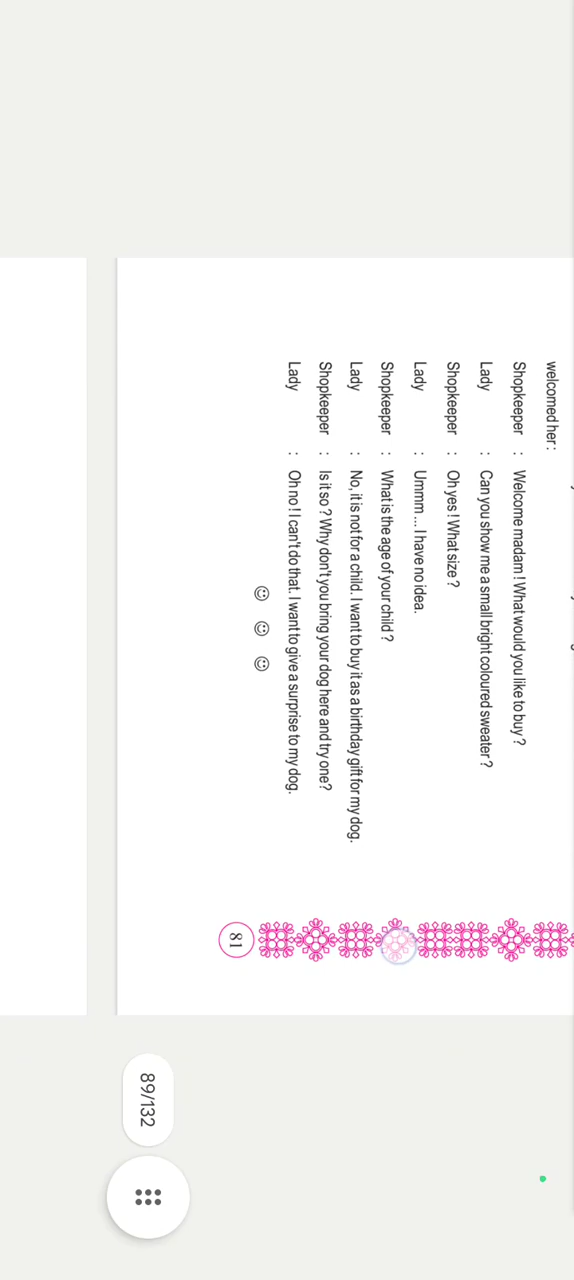 welcomed her :
Shopkeeper : Welcome madam ! What would you like to buy ?
Lady : Can you show me a small bright coloured sweater ?
Shopkeeper : Oh yes ! What size ?
Lady : Ummm ... I have no idea.
Shopkeeper : What is the age of your child ?
Lady : No, it is not for a child. I want to buy it as a birthday gift for my dog.
Shopkeeper : Is it so ? Why don't you bring your dog here and try one?
Lady : Oh no ! I can't do that. I want to give a surprise to my dog.
81
89/132